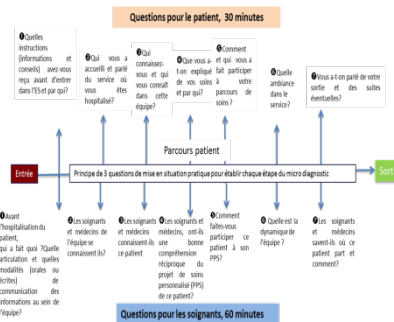 Questions pour le patient, 30 minutes
❶Quelles
instructions
(informations et
conseils) avez-vous
reçu avant d'entrer
dans l'ES et par qui?
❷Qui vous a
accueilli et parlé
du service où
vous êtes
hospitalisé?
❸Qui
connaissez-
vous et qui
vous connaît
dans cette
équipe?
❹Que vous a-
t-on expliqué
de vos soins
et par qui?
❺Comment
et qui vous a
fait participer
à votre
parcours de
soins ?
❻Quelle
ambiance
dans le
service?
❼Vous a-t-on parlé de votre
sortie et des suites
éventuelles?
Parcours patient
Entrée
Principe de 3 questions de mise en situation pratique pour établir chaque étape du micro diagnostic
Sort
❶Avant
l'hospitalisation du
patient,
qui a fait quoi ?Quelle
articulation et quelles
modalités (orales ou
écrites) de
communication des
informations au sein de
l'équipe?
❷Les soignants
et médecins de
l'équipe se
connaissent ils?
❸Les soignants
et médecins
connaissent-ils
ce patient
❹Les soignants et
médecins, ont-ils
une bonne
compréhension
réciproque du
projet de soins
personnalisé (PPS)
de ce patient?
❺Comment
faites-vous
participer ce
patient à son
PPS?
❻ Quelle-est la
dynamique de
l'équipe ?
❼Les soignants
et médecins
savent-ils où ce
patient part et
comment?
Questions pour les soignants, 60 minutes